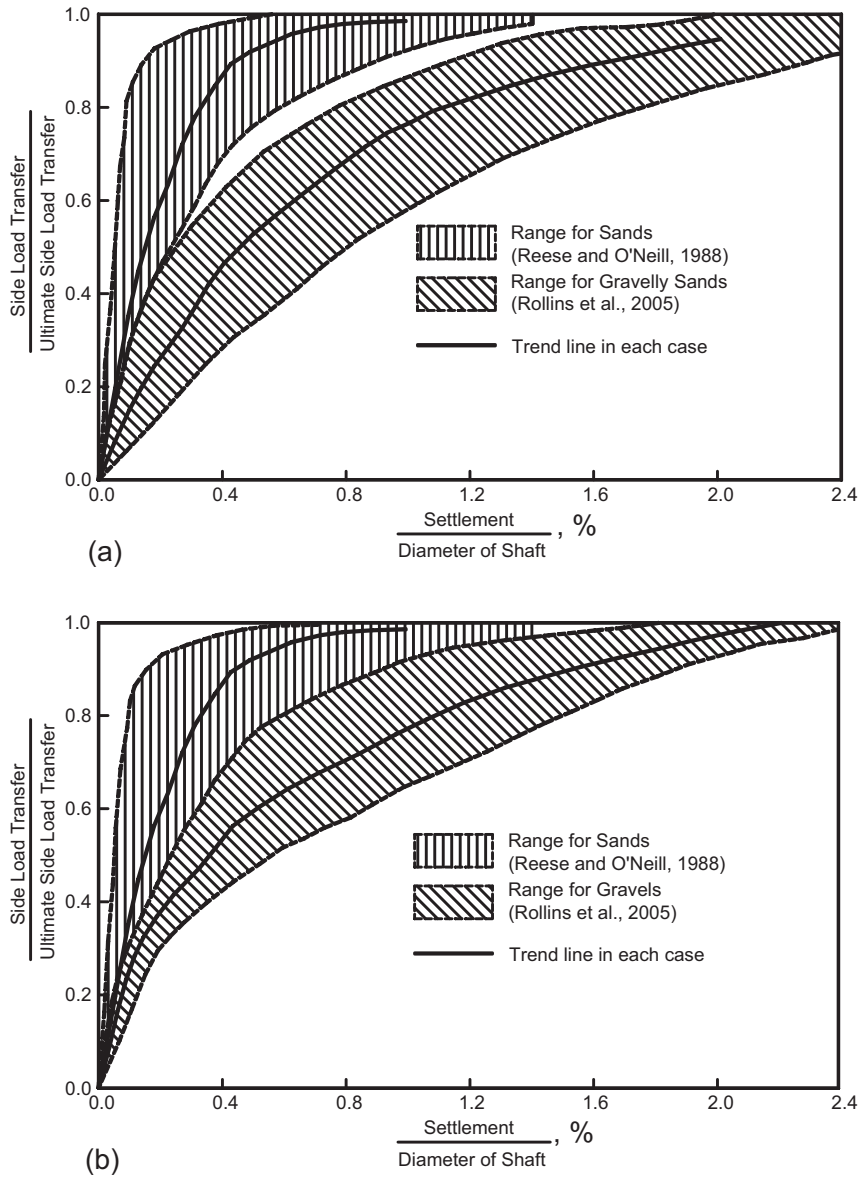 1.0
0.8
0.6
0.4
0.2
0.0
Side Load Transfer
Ultimate Side Load Transfer
Range for Sands
(Reese and O'Neill, 1988)
Range for Gravelly Sands
(Rollins et al., 2005)
Trend line in each case
0.0 0.4 0.8 1.2 1.6 2.0 2.4
Settlement
Diameter of Shaft
, %
(a)
1.0
0.8
0.6
0.4
0.2
0.0
Side Load Transfer
Ultimate Side Load Transfer
Range for Sands
(Reese and O'Neill, 1988)
Range for Gravels
(Rollins et al., 2005)
Trend line in each case
0.0 0.4 0.8 1.2 1.6 2.0 2.4
Settlement
Diameter of Shaft
, %
(b)